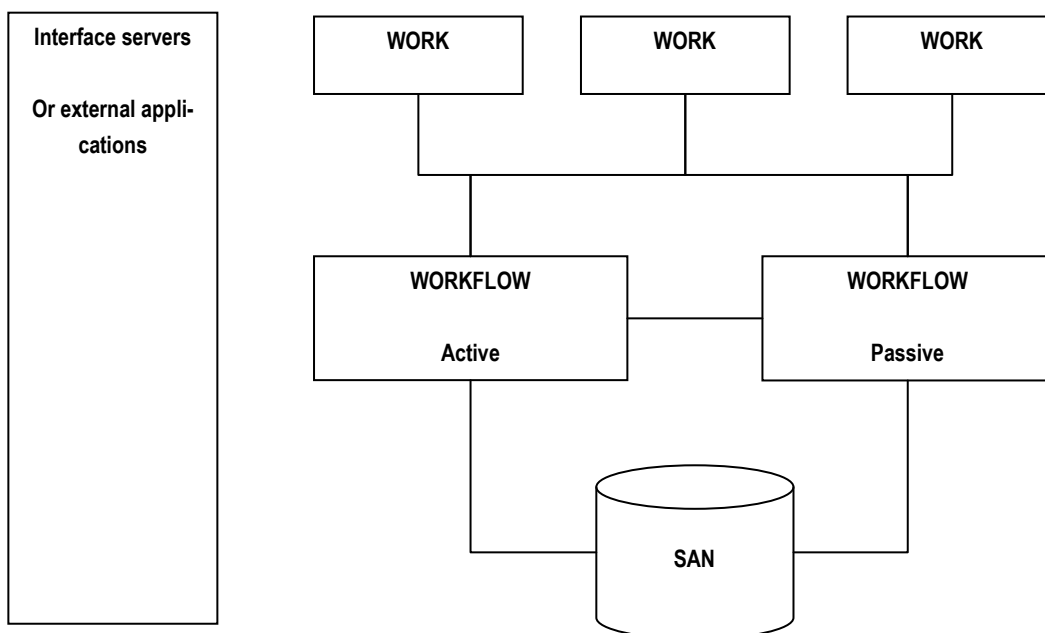 Interface servers
Or external appli-
cations
WORK
WORK
WORK
WORKFLOW
Active
WORKFLOW
Passive
SAN